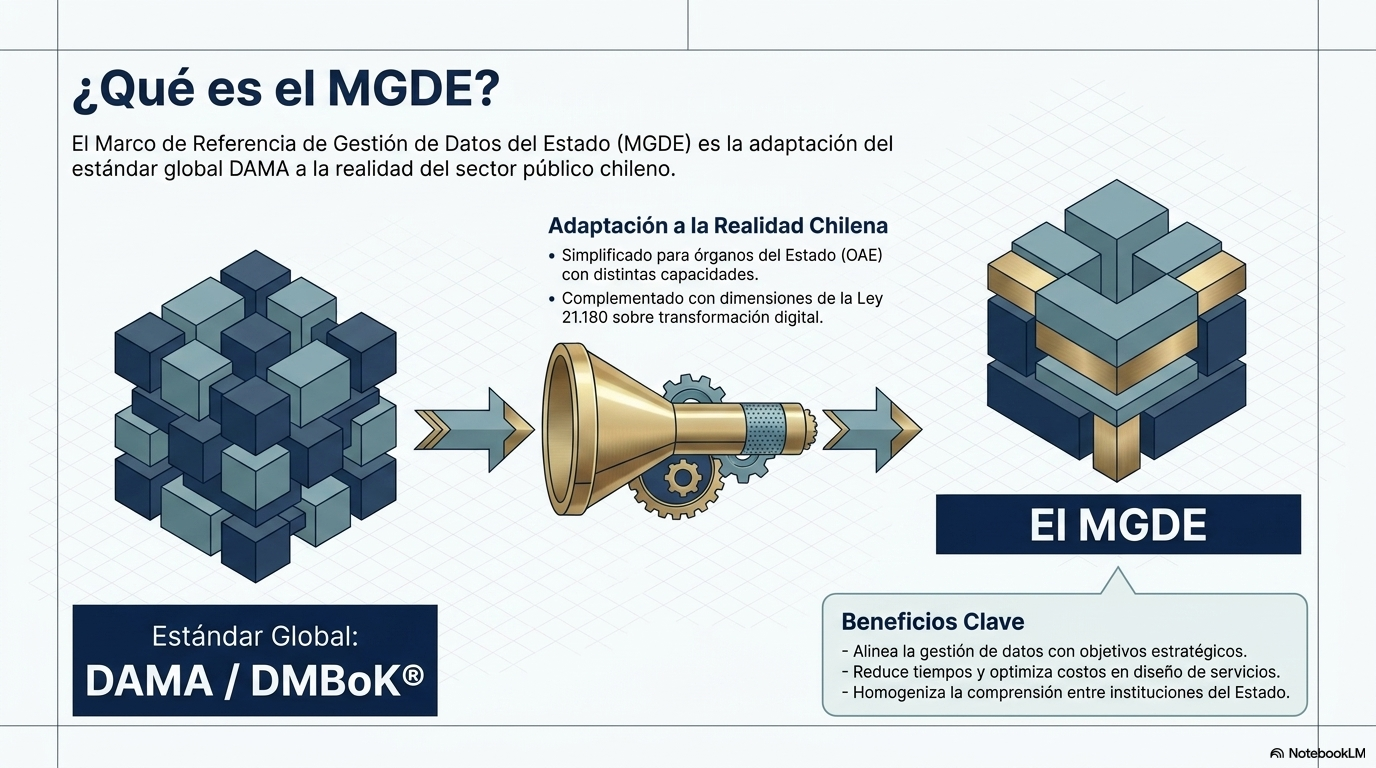 ¿Qué es el MGDE?
El Marco de Referencia de Gestión de Datos del Estado (MGDE) es la adaptación del
estándar global DAMA a la realidad del sector público chileno.
Adaptación a la Realidad Chilena
• Simplificado para órganos del Estado (OAE)
con distintas capacidades.
• Complementado con dimensiones de la Ley
21.180 sobre transformación digital.
Estándar Global:
DAMA / DMBoK®
El MGDE
Beneficios Clave
- Alinea la gestión de datos con objetivos estratégicos.
- Reduce tiempos y optimiza costos en diseño de servicios.
- Homogeniza la comprensión entre instituciones del Estado.
NotebookLM